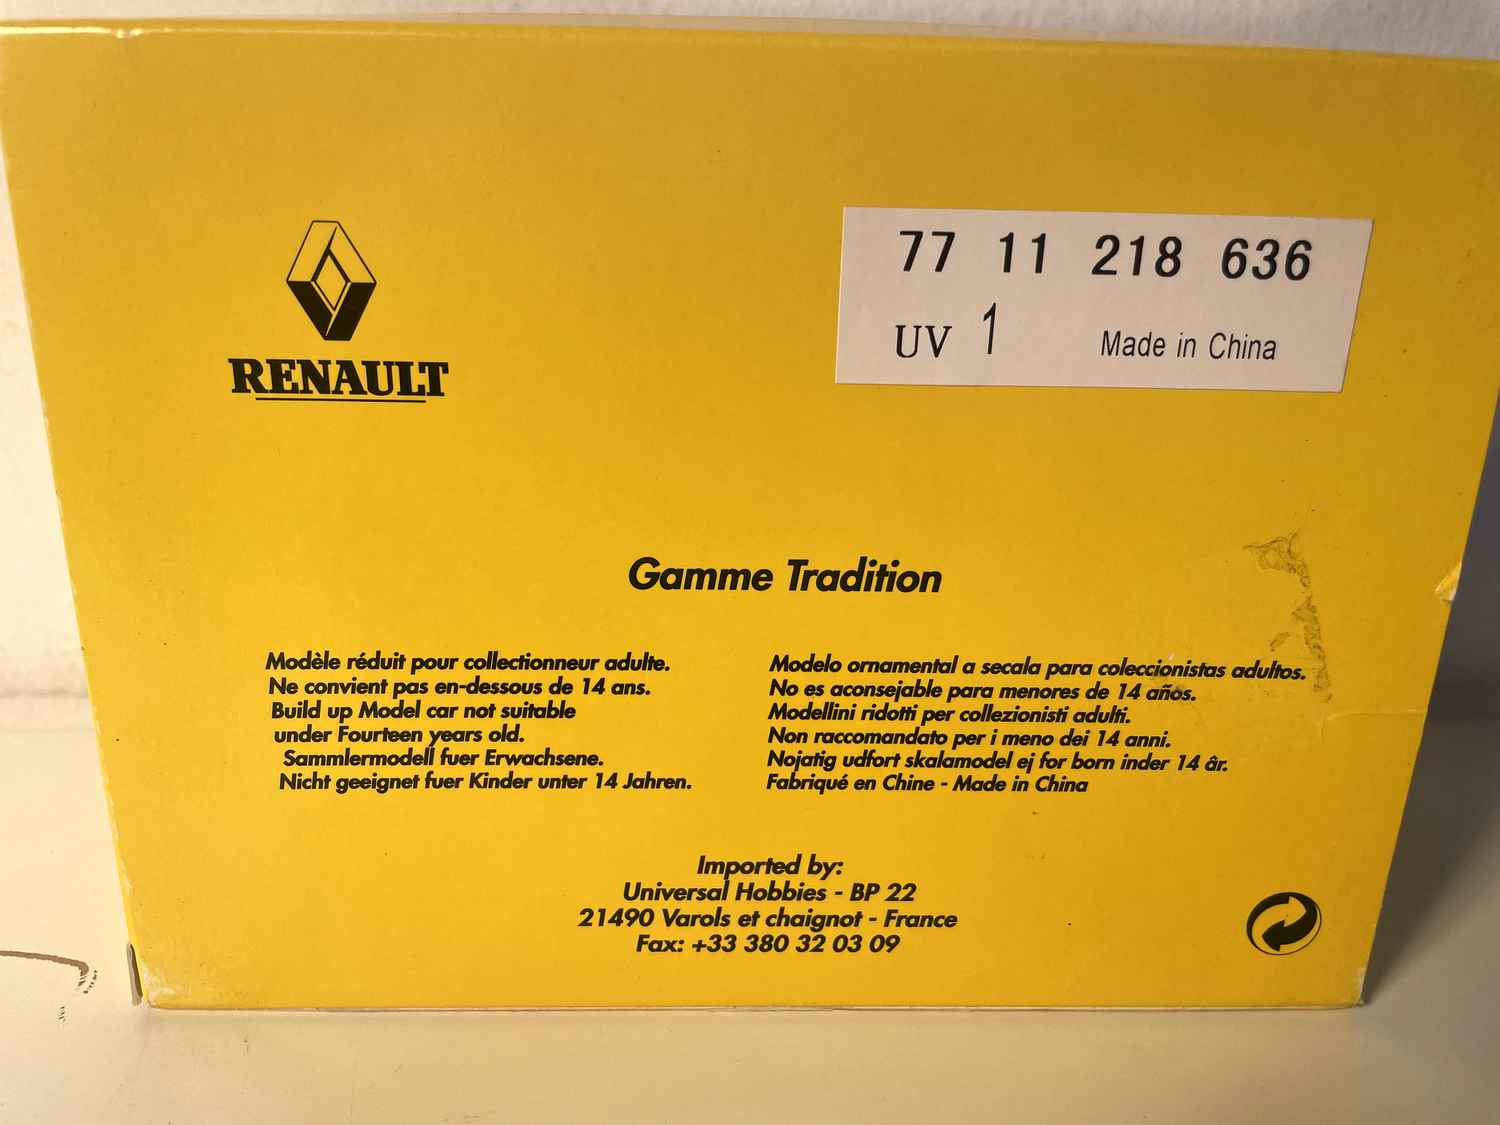 RENAULT
77 11 218 636
UV 1 Made in China
Gamme Tradition
Modèle réduit pour collectionneur adulte.
Ne convient pas en-dessous de 14 ans.
Build up Model car not suitable
under Fourteen years old.
Sammlermodell fuer Erwachsene.
Nicht geeignet fuer Kinder unter 14 Jahren.
Modelo ornamental a secala para coleccionistas adultos.
No es aconsejable para menores de 14 años.
Modellini ridotti per collezionisti adulti.
Non raccomandato per i meno dei 14 anni.
Nojatig udfort skalamodel ej for born inder 14 âr.
Fabriqué en Chine - Made in China
Imported by:
Universal Hobbies - BP 22
21490 Varols et chaignot - France
Fax: +33 380 32 03 09